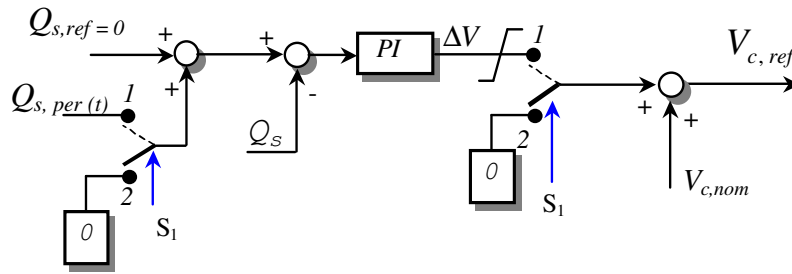 Q_{s,ref=0}
+
+
Q_{s, per (t)}
1
2
0
S_1
+
-
Q_s
PI
ΔV
1
2
0
S_1
+
+
V_{c, ref}
V_{c,nom}